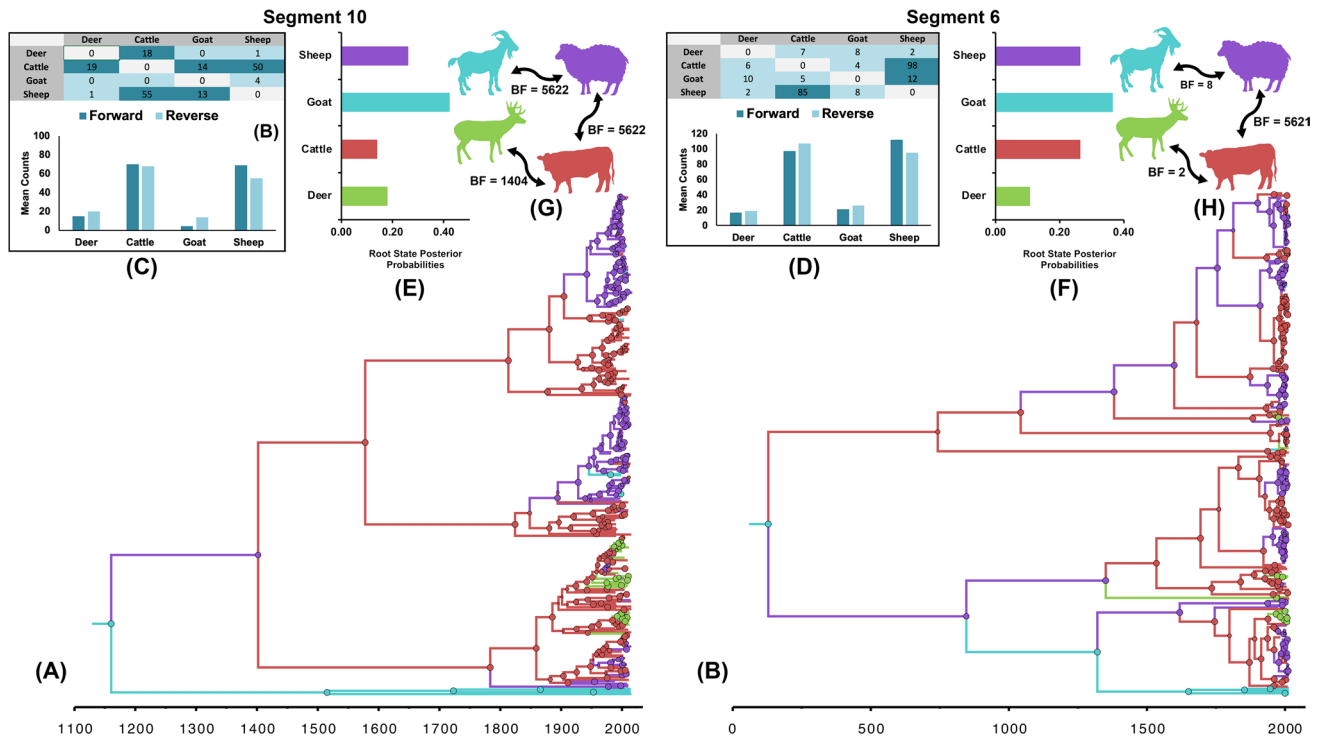 Segment 10
Deer Cattle Goat Sheep
Deer 0 18 0 1
Cattle 19 0 14 50
Goat 0 0 0 4
Sheep 1 55 13 0
Forward Reverse
(B)
100
80
60
40
20
0
Mean Counts
Deer Cattle Goat Sheep
(C)
Sheep
Goat
Cattle
Deer
0.00 0.20 0.40
Root State Posterior
Probabilities
(E)
BF = 5622
BF = 5622
BF = 1404
(G)
Segment 6
Deer Cattle Goat Sheep
Deer 0 7 8 2
Cattle 6 0 4 98
Goat 10 5 0 12
Sheep 2 85 8 0
Forward Reverse
120
100
80
60
40
20
0
Mean Counts
Deer Cattle Goat Sheep
(D)
Sheep
Goat
Cattle
Deer
0.00 0.20 0.40
Root State Posterior
Probabilities
(F)
BF = 8
BF = 5621
BF = 2
(H)
(A)
1100 1200 1300 1400 1500 1600 1700 1800 1900 2000
(B)
0 500 1000 1500 2000